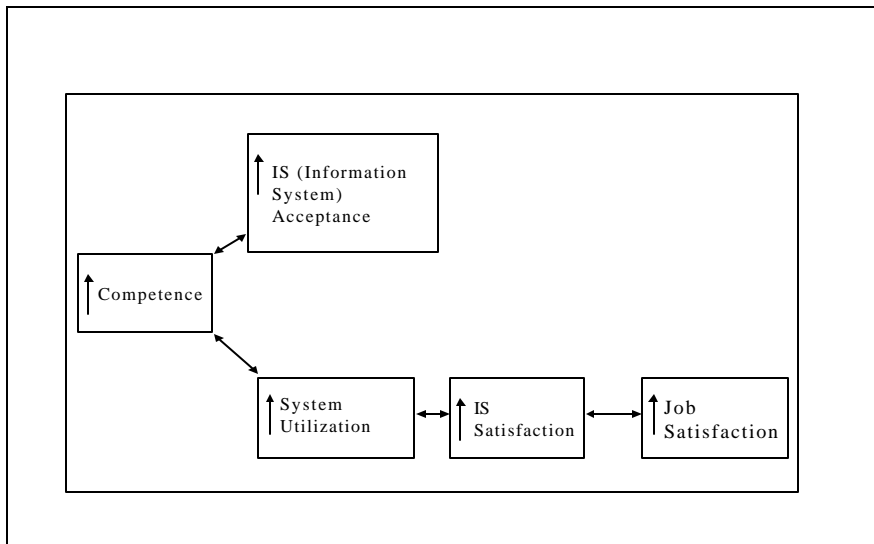 IS (Information
System)
Acceptance
Competence
System
Utilization
IS
Satisfaction
Job
Satisfaction